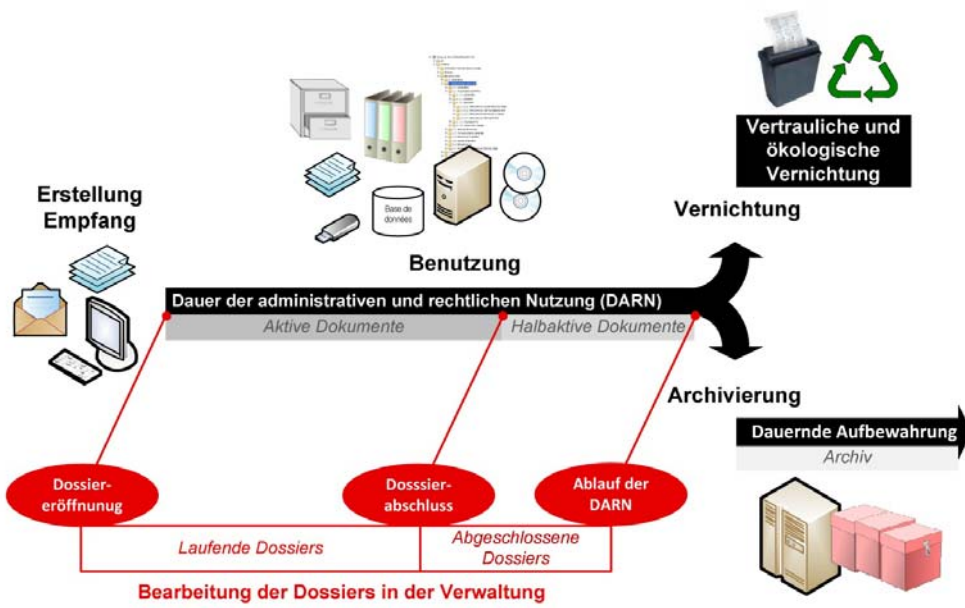 Vertrauliche und
ökologische
Vernichtung
Erstellung
Empfang
Base de
données
Vernichtung
Benutzung
Dauer der administrativen und rechtlichen Nutzung (DARN)
Aktive Dokumente
Halbaktive Dokumente
Archivierung
Dauernde Aufbewahrung
Archiv
Dossier-
eröffnunug
Dosssier-
abschluss
Ablauf der
DARN
Laufende Dossiers
Abgeschlossene
Dossiers
Bearbeitung der Dossiers in der Verwaltung